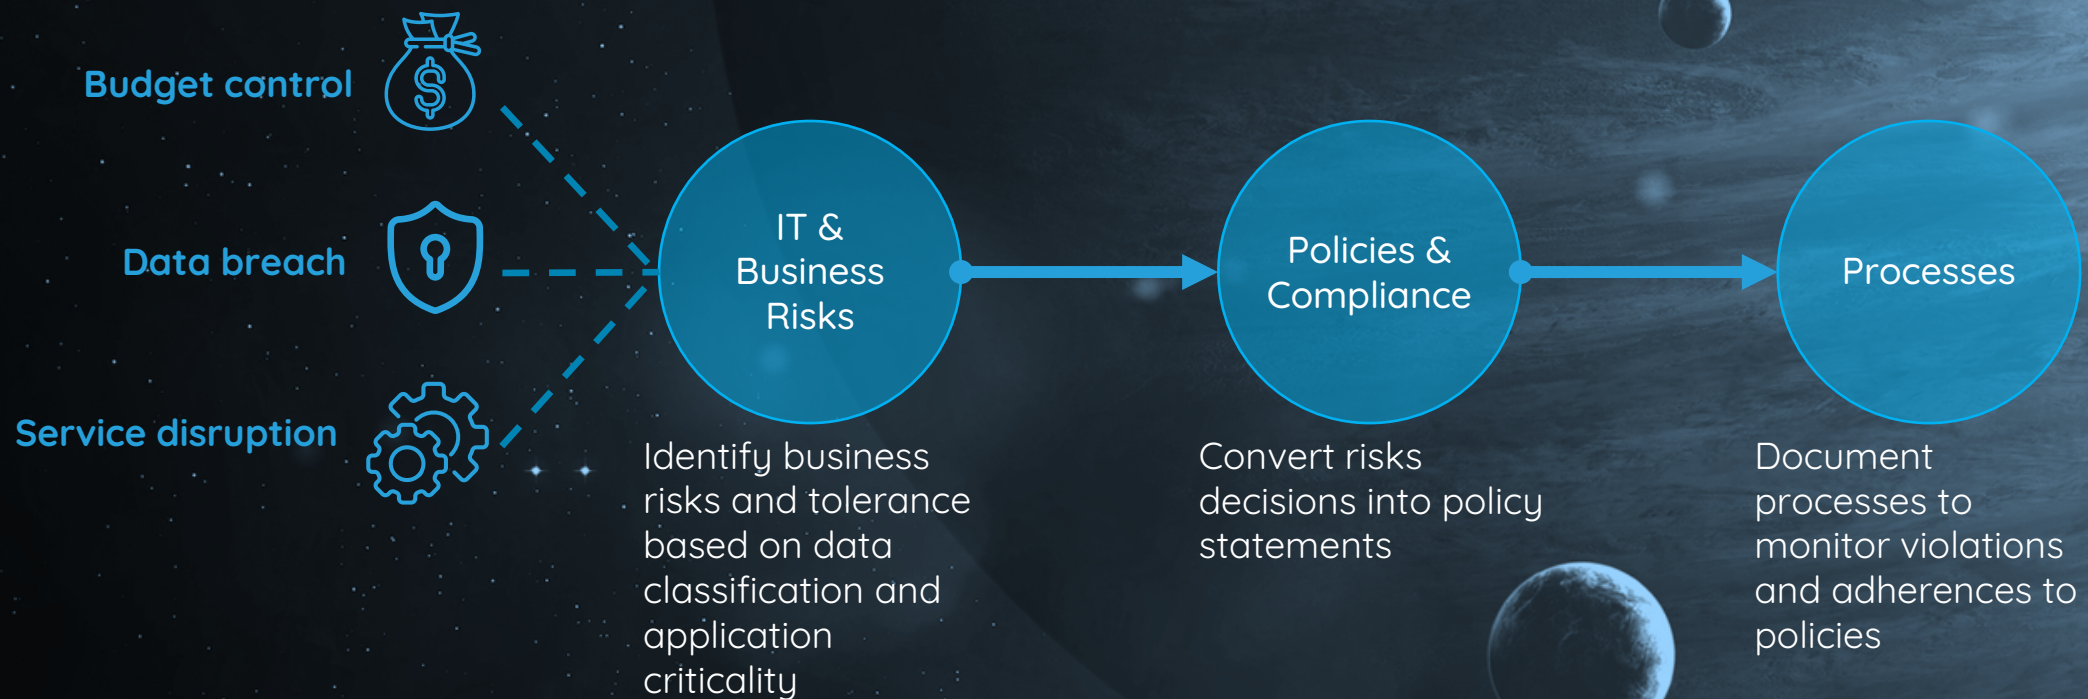 Budget control
Data breach
Service disruption
IT &
Business
Risks
Identify business
risks and tolerance
based on data
classification and
application
criticality
Policies &
Compliance
Convert risks
decisions into policy
statements
Processes
Document
processes to
monitor violations
and adherences to
policies